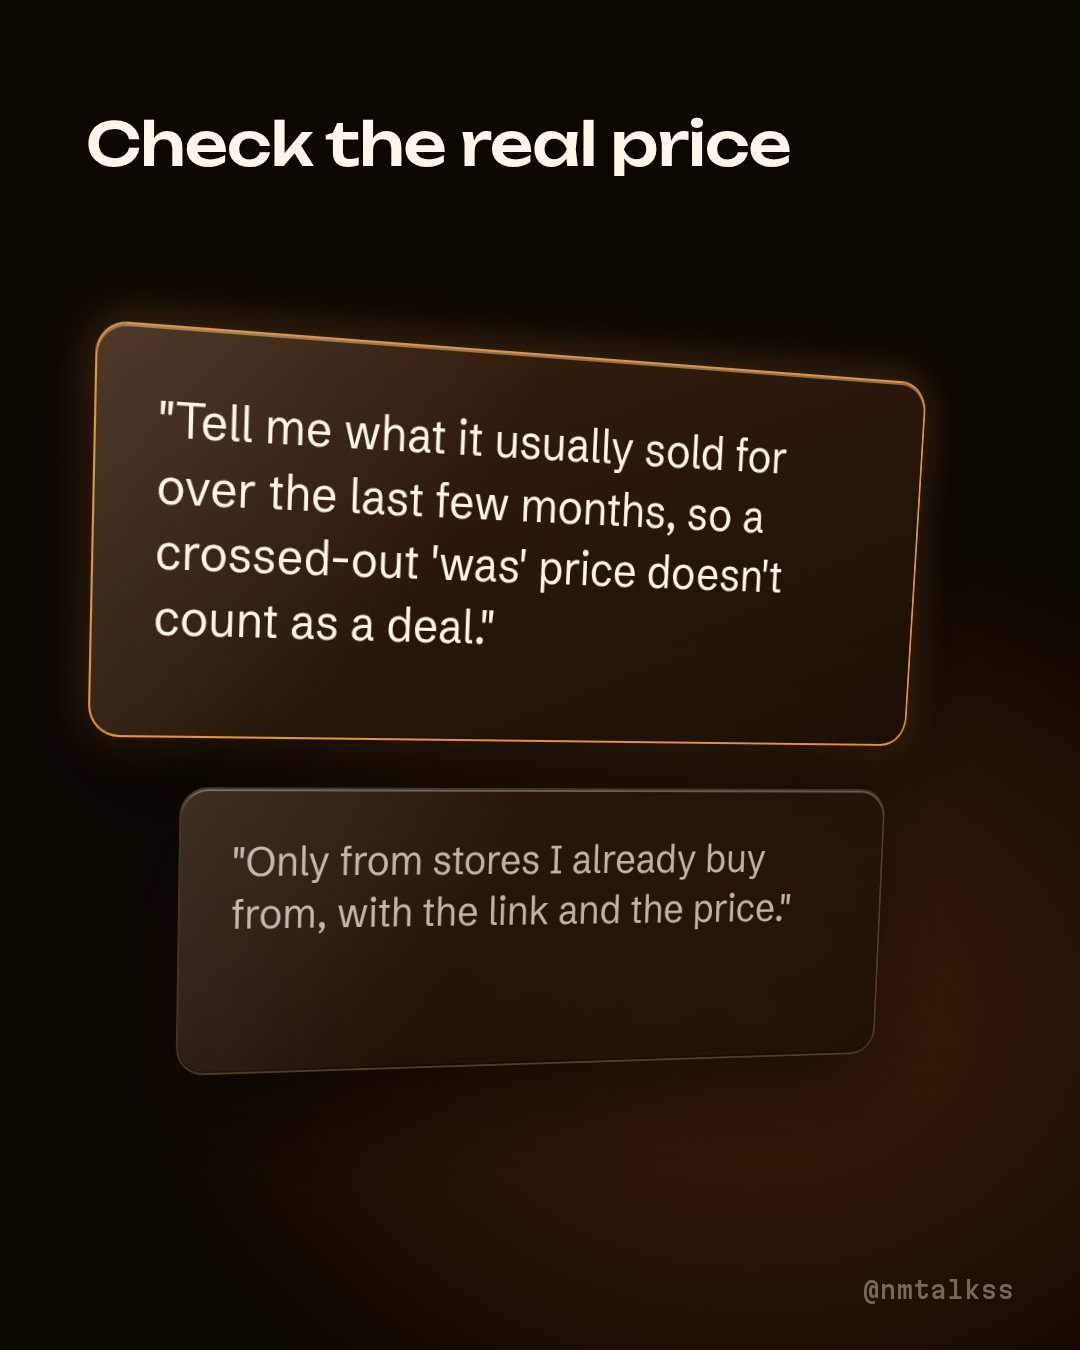 Check the real price
"Tell me what it usually sold for
over the last few months, so a
crossed-out 'was' price doesn't
count as a deal."
"Only from stores I already buy
from, with the link and the price."
@nmtalkss